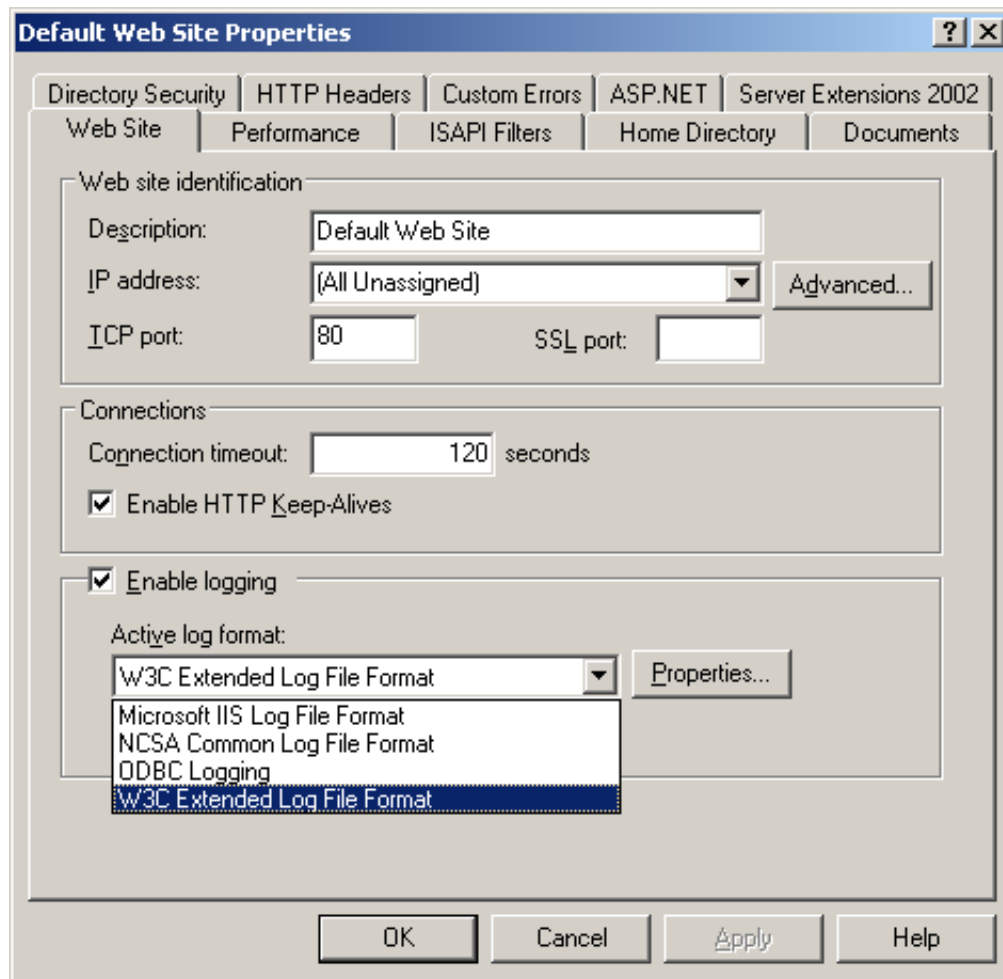 Default Web Site Properties
Directory Security HTTP Headers Custom Errors ASP.NET Server Extensions 2002
Web Site Performance ISAPI Filters Home Directory Documents
Web site identification
Description: Default Web Site
IP address: (All Unassigned) Advanced...
TCP port: 80 SSL port:
Connections
Connection timeout: 120 seconds
Enable HTTP Keep-Alives
Enable logging
Active log format:
W3C Extended Log File Format Properties...
Microsoft IIS Log File Format
NCSA Common Log File Format
ODBC Logging
W3C Extended Log File Format
OK Cancel Apply Help